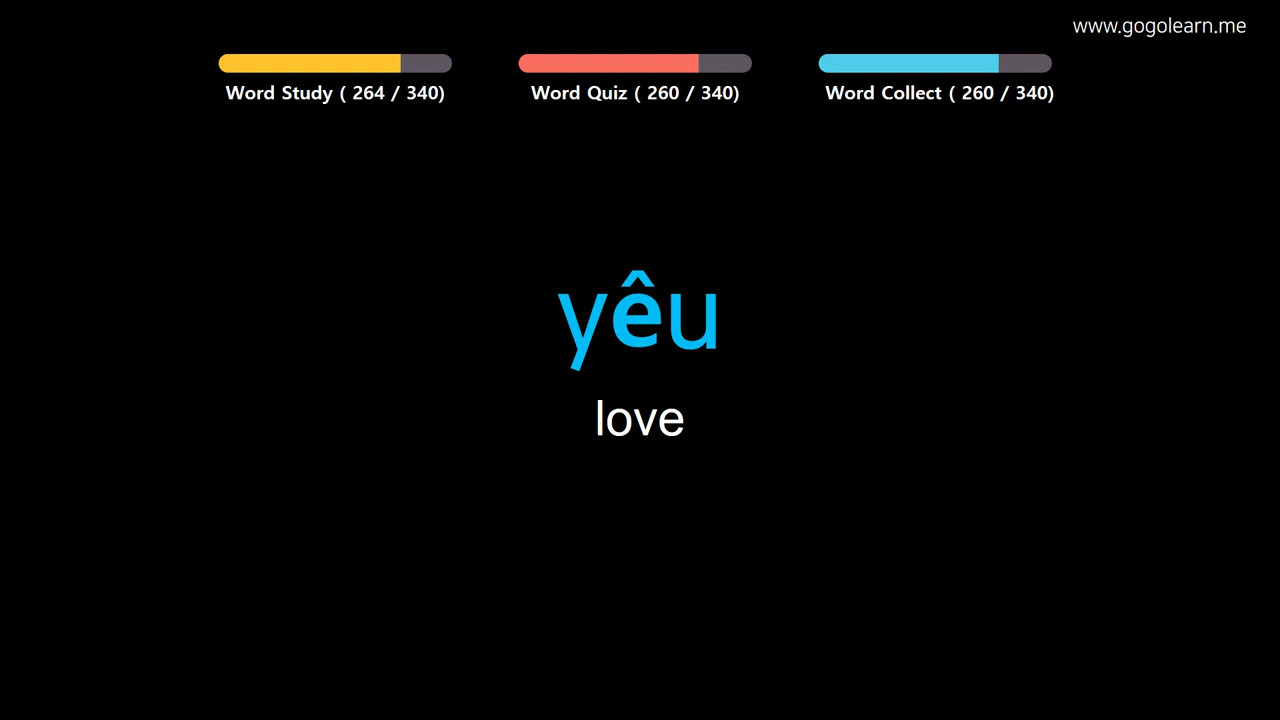 www.gogolearn.me
Word Study ( 264 / 340)
Word Quiz ( 260 / 340)
Word Collect ( 260 / 340)
yêu
love